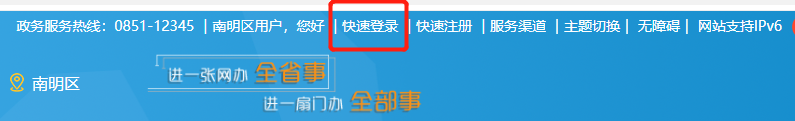 政务服务热线：0851-12345 | 南明区用户，您好 | 快速登录 | 快速注册 | 服务渠道 | 主题切换 | 无障碍 | 网站支持IPv6
南明区
进一张网办 全省事
进一扇门办 全部事